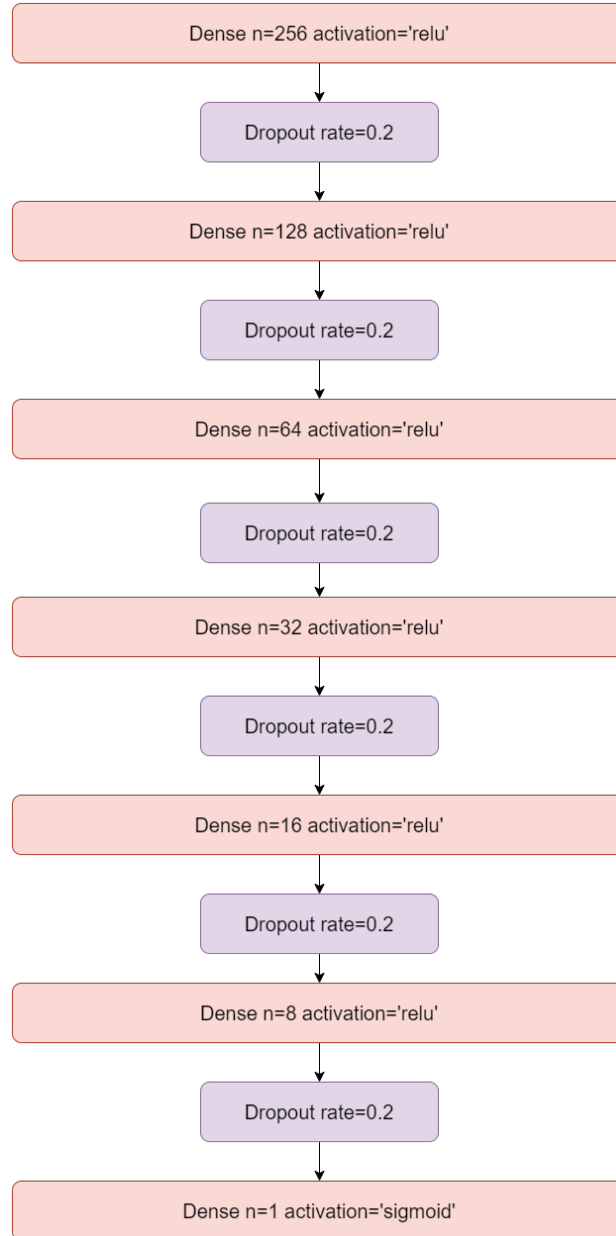 Dense n=256 activation='relu'
Dropout rate=0.2
Dense n=128 activation='relu'
Dropout rate=0.2
Dense n=64 activation='relu'
Dropout rate=0.2
Dense n=32 activation='relu'
Dropout rate=0.2
Dense n=16 activation='relu'
Dropout rate=0.2
Dense n=8 activation='relu'
Dropout rate=0.2
Dense n=1 activation='sigmoid'